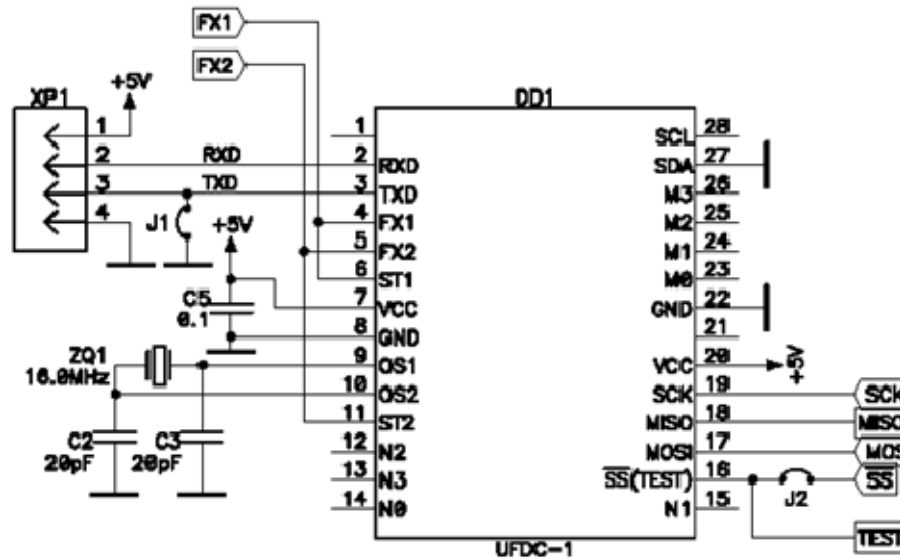 FX1
FX2
XP1
+5V
1
2
3
4
RXD
TXD
J1
+5V
C5
0.1
ZQ1
16.0MHz
C2
20pF
C3
20pF
DD1
1
2 RXD
3 TXD
4 FX1
5 FX2
6 ST1
7 VCC
8 GND
9 OS1
10 OS2
11 ST2
12 N2
13 N3
14 N0
SCL 28
SDA 27
M3 26
M2 25
M1 24
M0 23
GND 22
21
VCC 20
SCK 19
MISO 18
MOSI 17
SS(TEST) 16
N1 15
UFDC-1
+5V
SCK
MISO
MOS
J2
SS
TEST